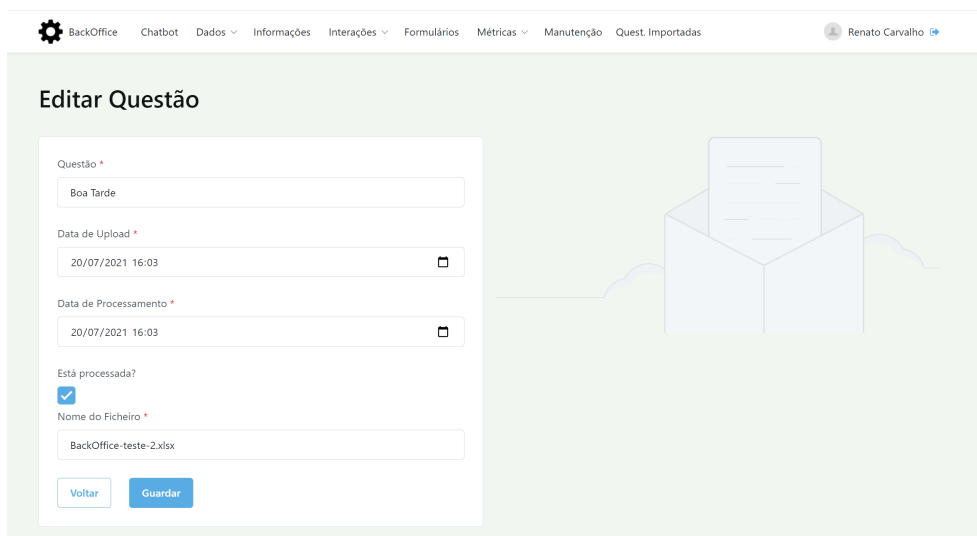 BackOffice Chatbot Dados Informações Interações Formulários Métricas Manutenção Quest. Importadas Renato Carvalho
Editar Questão
Questão *
Boa Tarde
Data de Upload *
20/07/2021 16:03
Data de Processamento *
20/07/2021 16:03
Está processada?
Nome do Ficheiro *
BackOffice-teste-2.xlsx
Voltar Guardar